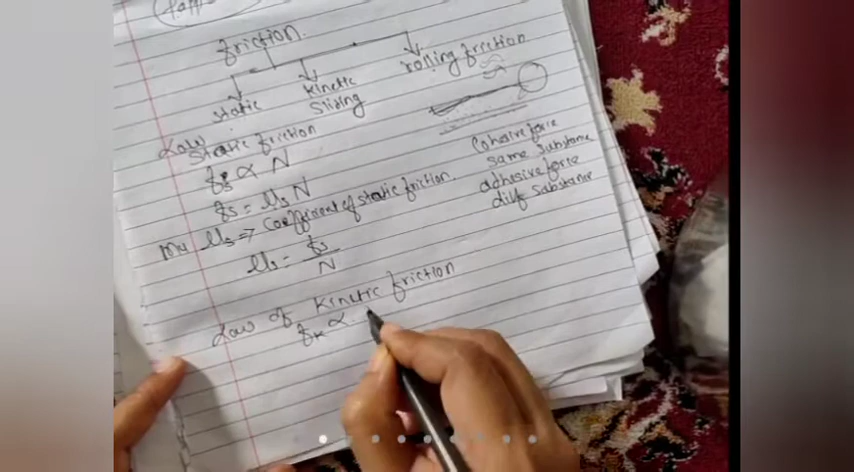 friction.
static
kinetic
sliding
rolling friction
Law
Static friction
fs ∝ N
fs = μs N
mu μs => Coefficient of static friction.
μs = fs / N
Cohesive force
same substance
adhesive force
diff substance
Law of Kinetic friction
fk ∝